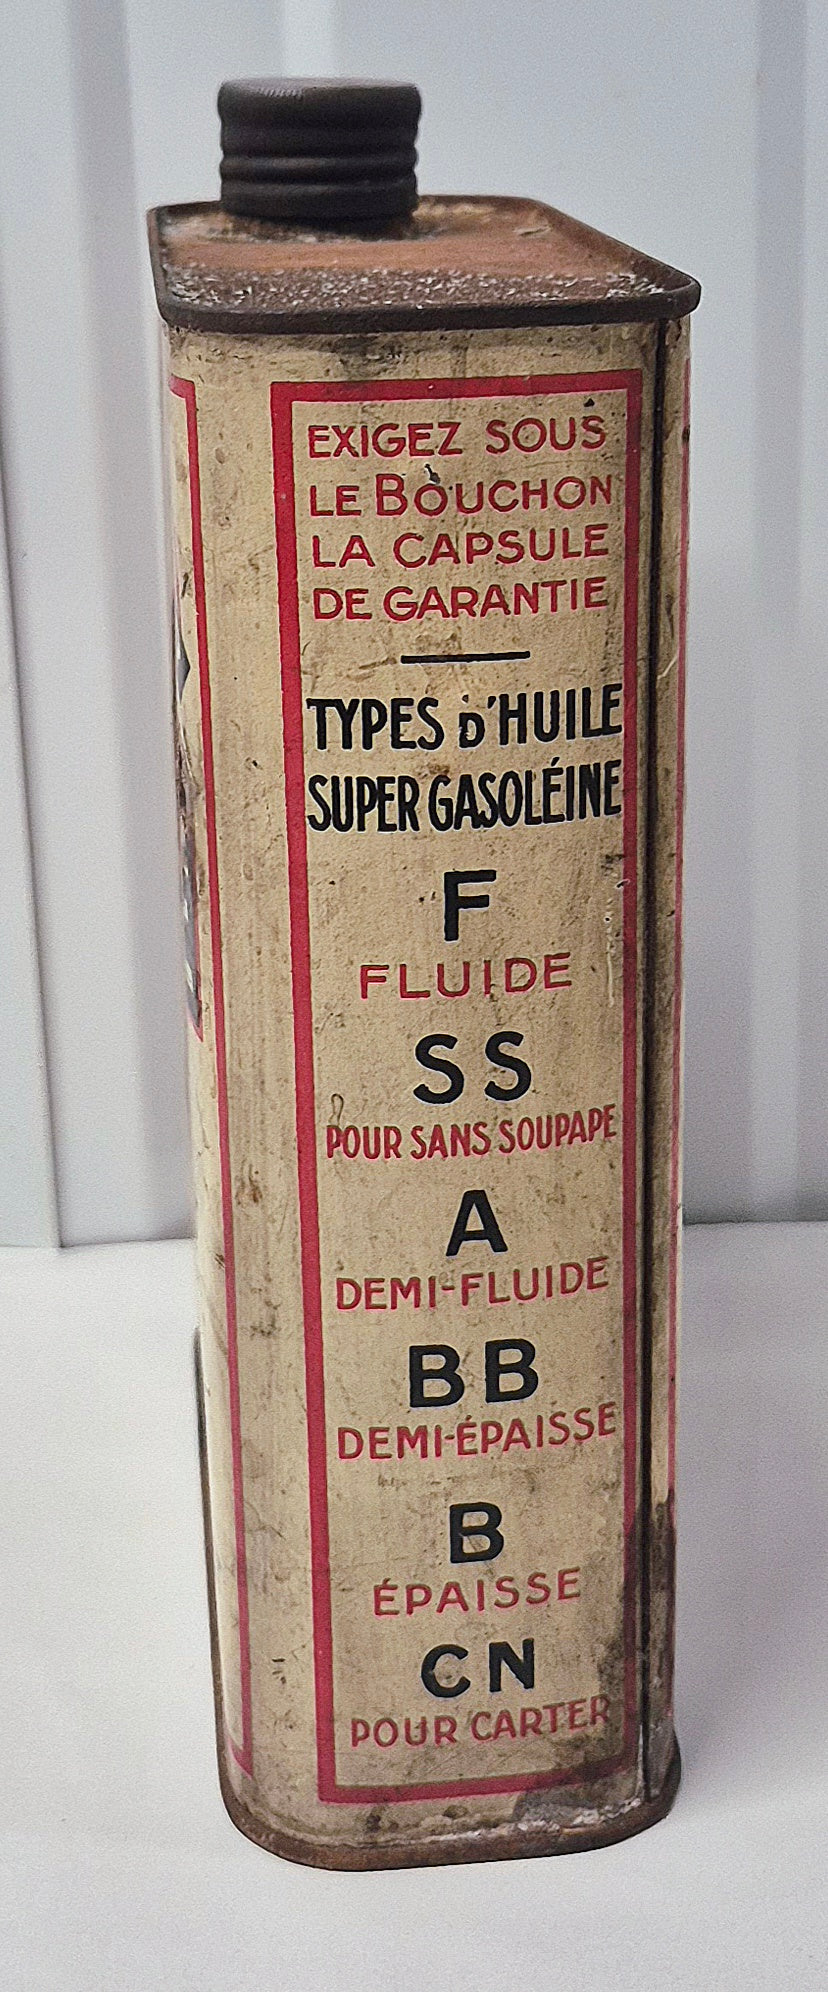 EXIGEZ SOUS
LE BOUCHON
LA CAPSULE
DE GARANTIE
TYPES D'HUILE
SUPER GASOLÉINE
F
FLUIDE
SS
POUR SANS SOUPAPE
A
DEMI-FLUIDE
BB
DEMI-ÉPAISSE
B
ÉPAISSE
CN
POUR CARTER